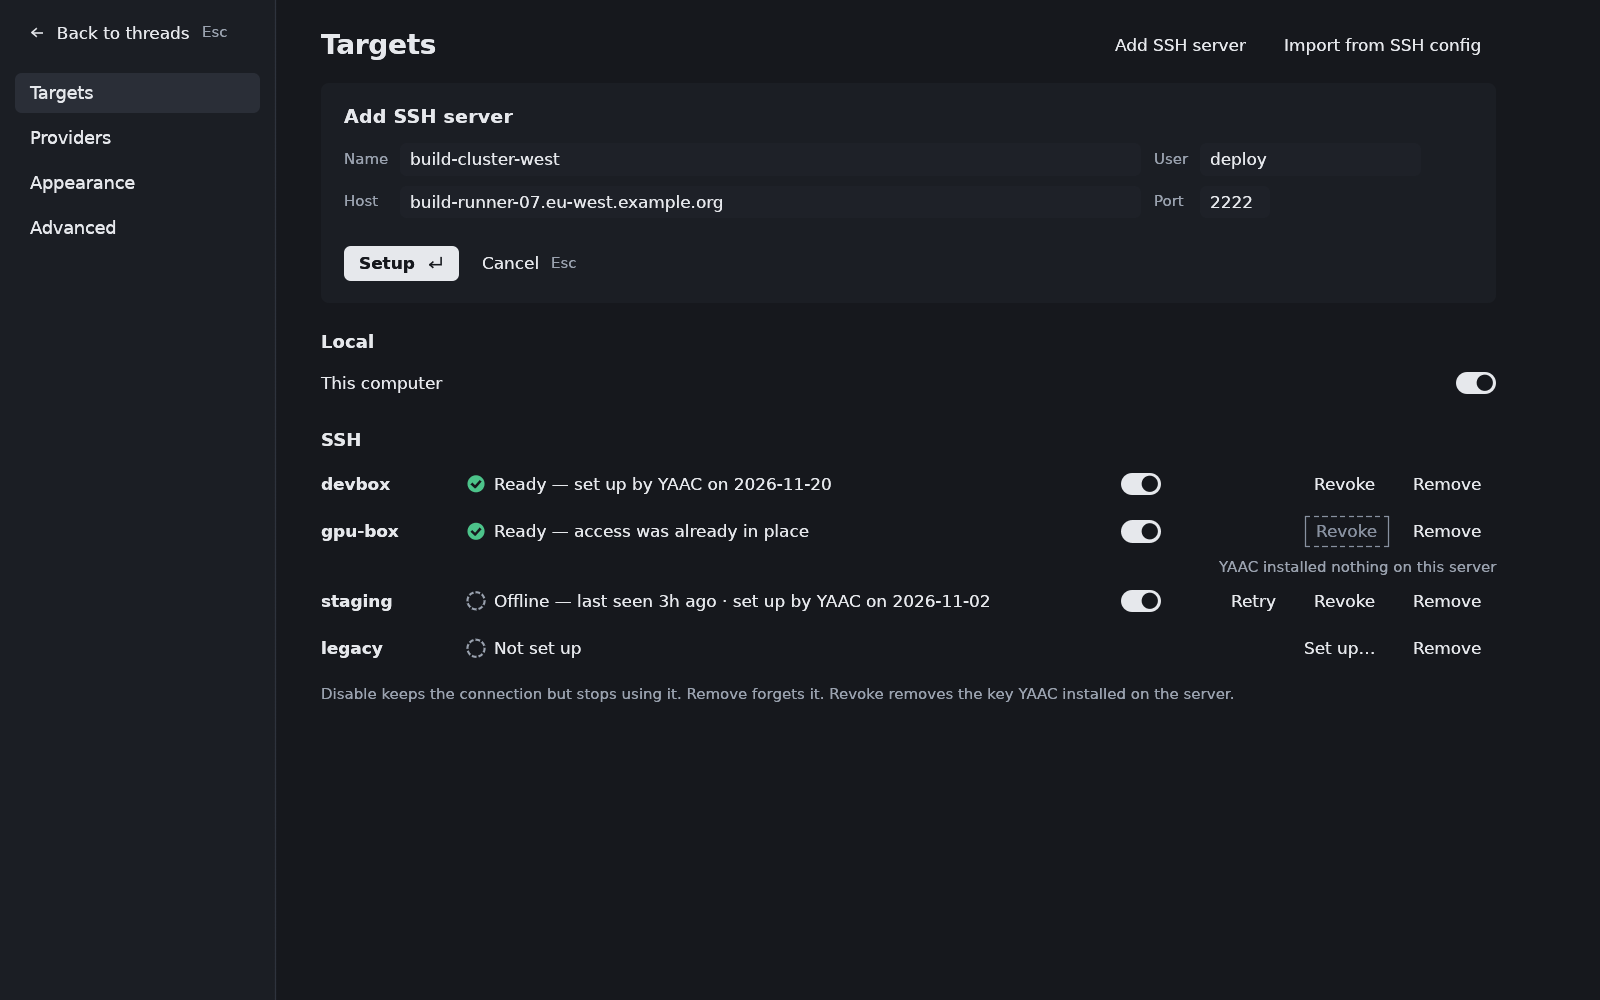 Back to threads Esc
Targets
Providers
Appearance
Advanced
Targets Add SSH server Import from SSH config
Add SSH server
Name build-cluster-west User deploy
Host build-runner-07.eu-west.example.org Port 2222
Setup Cancel Esc
Local
This computer
SSH
devbox Ready — set up by YAAC on 2026-11-20 Revoke Remove
gpu-box Ready — access was already in place Revoke Remove
YAAC installed nothing on this server
staging Offline — last seen 3h ago · set up by YAAC on 2026-11-02 Retry Revoke Remove
legacy Not set up Set up... Remove
Disable keeps the connection but stops using it. Remove forgets it. Revoke removes the key YAAC installed on the server.